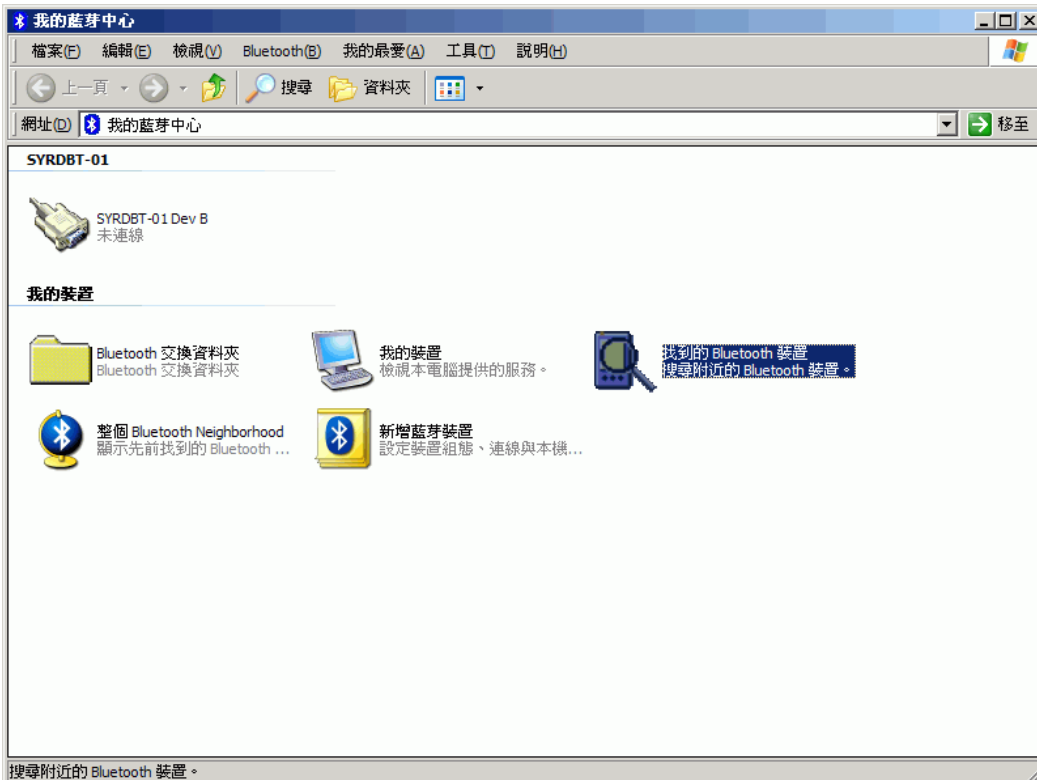 我的藍芽中心
檔案(F) 編輯(E) 檢視(V) Bluetooth(B) 我的最愛(A) 工具(T) 說明(H)
上一頁 搜尋 資料夾
網址(D) 我的藍芽中心 移至
SYRDBT-01
SYRDBT-01 Dev B
未連線
我的裝置
Bluetooth 交換資料夾
Bluetooth 交換資料夾
我的裝置
檢視本電腦提供的服務。
找到的 Bluetooth 裝置
搜尋附近的 Bluetooth 裝置。
整個 Bluetooth Neighborhood
顯示先前找到的 Bluetooth ...
新增藍芽裝置
設定裝置組態、連線與本機...
搜尋附近的 Bluetooth 裝置。